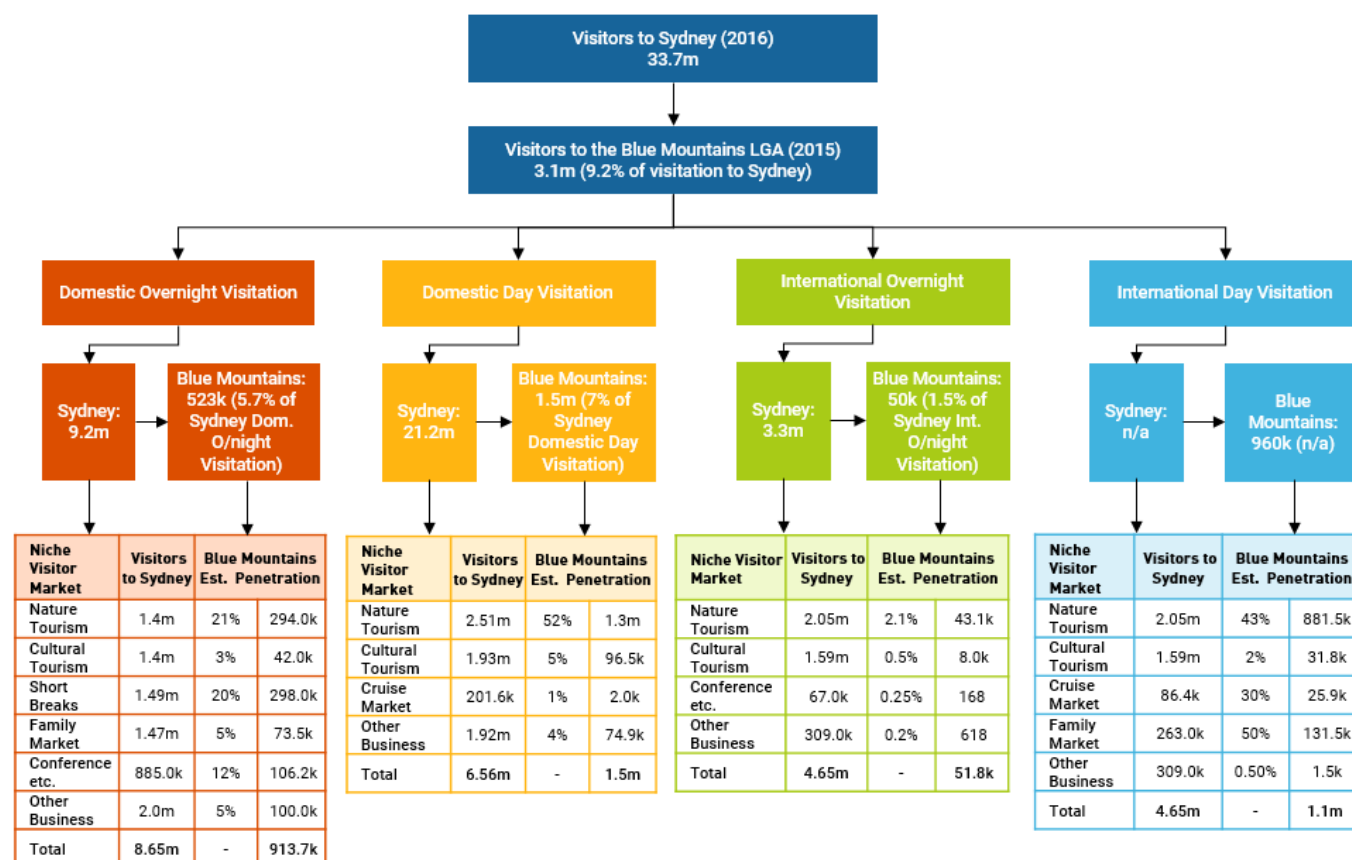 Visitors to Sydney (2016)
33.7m
Visitors to the Blue Mountains LGA (2015)
3.1m (9.2% of visitation to Sydney)
Domestic Overnight Visitation
Sydney:
9.2m
Blue Mountains:
523k (5.7% of
Sydney Dom.
O/night
Visitation)
Niche
Visitor
Market
Visitors
to Sydney
Blue Mountains
Est. Penetration
Nature
Tourism
1.4m
21%
294.0k
Cultural
Tourism
1.4m
3%
42.0k
Short
Breaks
1.49m
20%
298.0k
Family
Market
1.47m
5%
73.5k
Conference
etc.
885.0k
12%
106.2k
Other
Business
2.0m
5%
100.0k
Total
8.65m
-
913.7k
Domestic Day Visitation
Sydney:
21.2m
Blue Mountains:
1.5m (7% of
Sydney
Domestic Day
Visitation)
Niche
Visitor
Market
Visitors
to Sydney
Blue Mountains
Est. Penetration
Nature
Tourism
2.51m
52%
1.3m
Cultural
Tourism
1.93m
5%
96.5k
Cruise
Market
201.6k
1%
2.0k
Other
Business
1.92m
4%
74.9k
Total
6.56m
-
1.5m
International Overnight
Visitation
Sydney:
3.3m
Blue Mountains:
50k (1.5% of
Sydney Int.
O/night
Visitation)
Niche Visitor
Market
Visitors to
Sydney
Blue Mountains
Est. Penetration
Nature
Tourism
2.05m
2.1%
43.1k
Cultural
Tourism
1.59m
0.5%
8.0k
Conference
etc.
67.0k
0.25%
168
Other
Business
309.0k
0.2%
618
Total
4.65m
-
51.8k
International Day Visitation
Sydney:
n/a
Blue
Mountains:
960k (n/a)
Niche
Visitor
Market
Visitors to
Sydney
Blue Mountains
Est. Penetration
Nature
Tourism
2.05m
43%
881.5k
Cultural
Tourism
1.59m
2%
31.8k
Cruise
Market
86.4k
30%
25.9k
Family
Market
263.0k
50%
131.5k
Other
Business
309.0k
0.50%
1.5k
Total
4.65m
-
1.1m